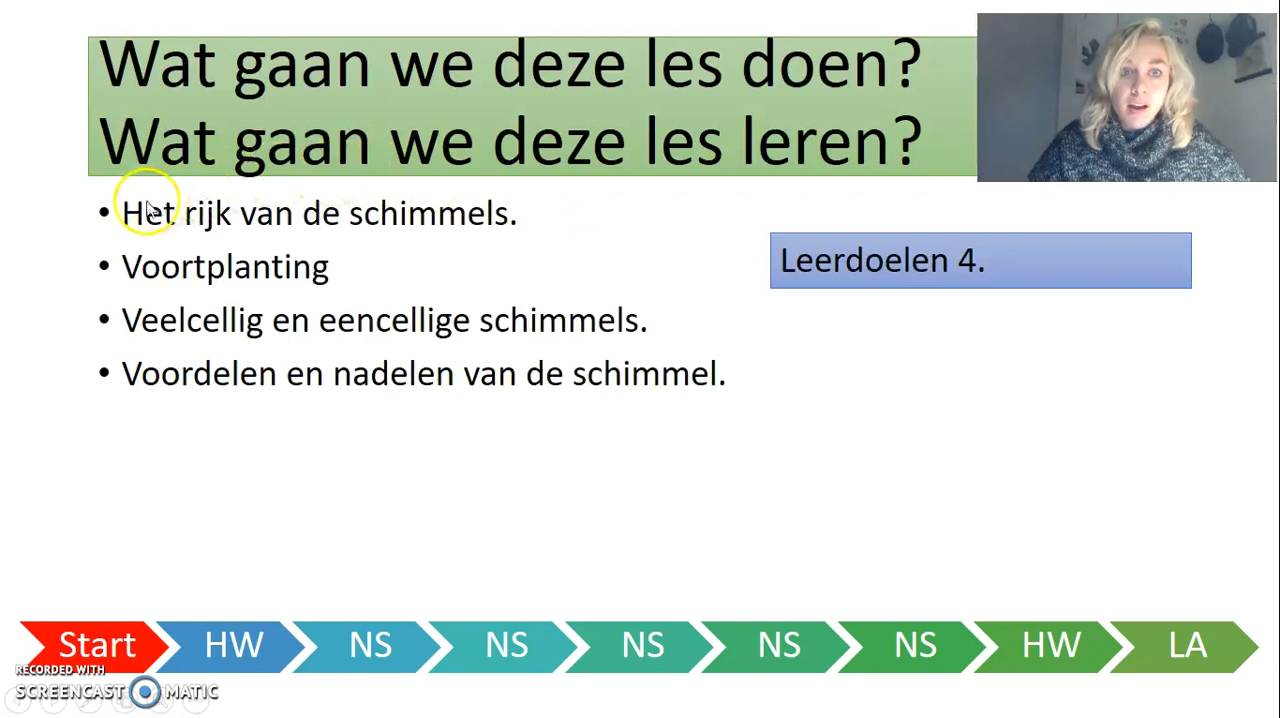 Wat gaan we deze les doen?
Wat gaan we deze les leren?
• Het rijk van de schimmels.
• Voortplanting
• Veelcellig en eencellige schimmels.
• Voordelen en nadelen van de schimmel.
Leerdoelen 4.
Start HW NS NS NS NS NS HW LA
RECORDED WITH
SCREENCAST MATIC